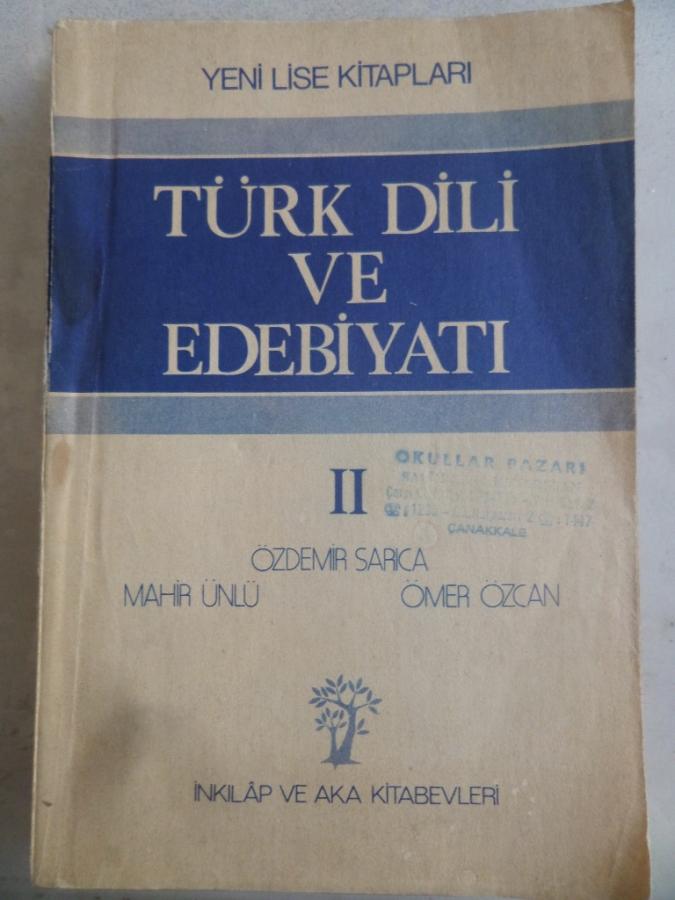 YENİ LİSE KİTAPLARI
TÜRK DİLİ
VE
EDEBİYATI
II
OKULLAR PAZARI
ÇANAKKALE
ÖZDEMİR SARICA
MAHİR ÜNLÜ ÖMER ÖZCAN
İNKILÂP VE AKA KİTABEVLERİ